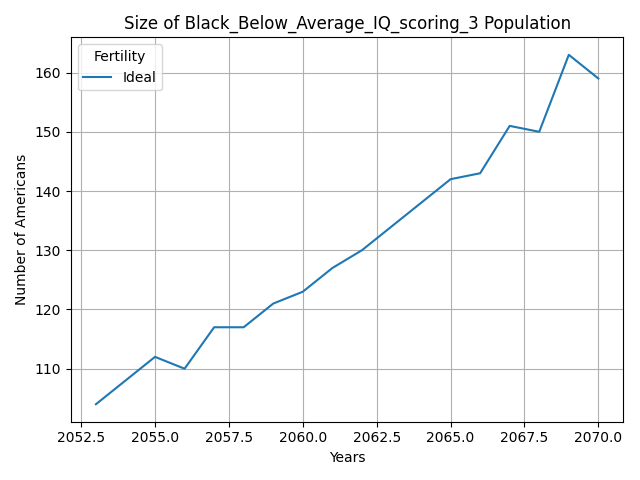 Size of Black_Below_Average_IQ_scoring_3 Population
Fertility
Ideal
Number of Americans
160
150
140
130
120
110
2052.5 2055.0 2057.5 2060.0 2062.5 2065.0 2067.5 2070.0
Years